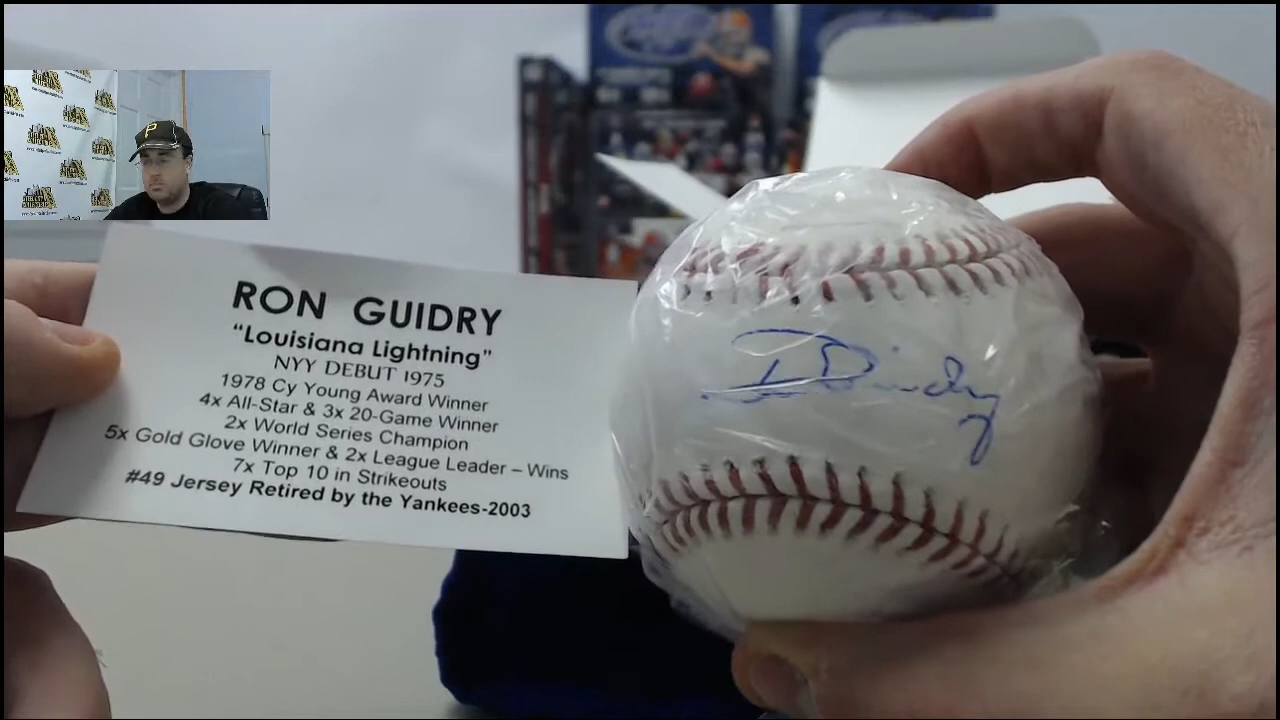 RON GUIDRY
“Louisiana Lightning”
NYY DEBUT 1975
1978 Cy Young Award Winner
4x All-Star & 3x 20-Game Winner
2x World Series Champion
5x Gold Glove Winner & 2x League Leader – Wins
7x Top 10 in Strikeouts
#49 Jersey Retired by the Yankees-2003
P